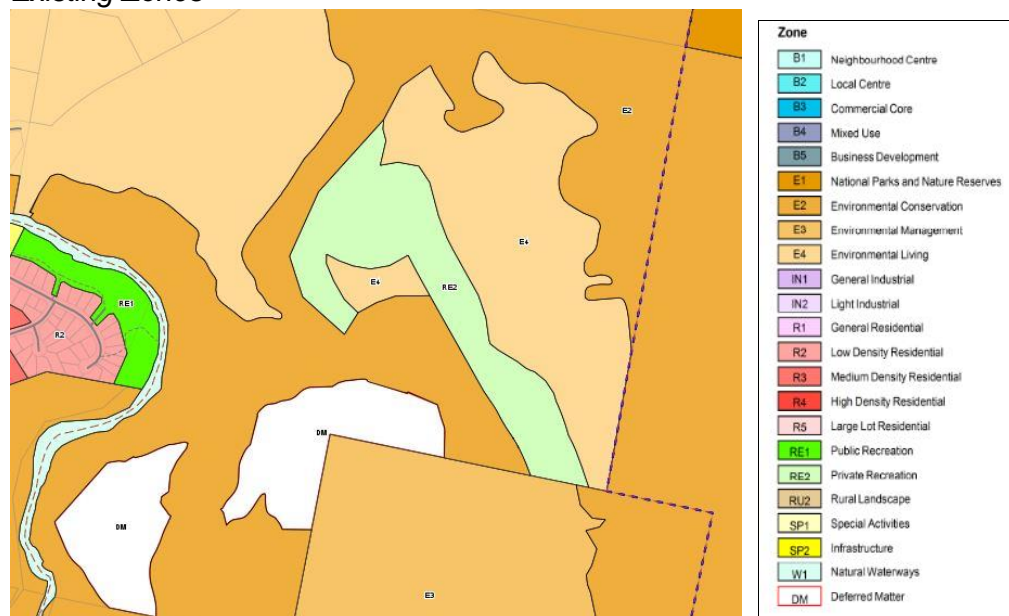 Existing Zones
E2
E4
E4
RE2
RE1
R2
DM
DM
E3
Zone
B1 Neighbourhood Centre
B2 Local Centre
B3 Commercial Core
B4 Mixed Use
B5 Business Development
E1 National Parks and Nature Reserves
E2 Environmental Conservation
E3 Environmental Management
E4 Environmental Living
IN1 General Industrial
IN2 Light Industrial
R1 General Residential
R2 Low Density Residential
R3 Medium Density Residential
R4 High Density Residential
R5 Large Lot Residential
RE1 Public Recreation
RE2 Private Recreation
RU2 Rural Landscape
SP1 Special Activities
SP2 Infrastructure
W1 Natural Waterways
DM Deferred Matter